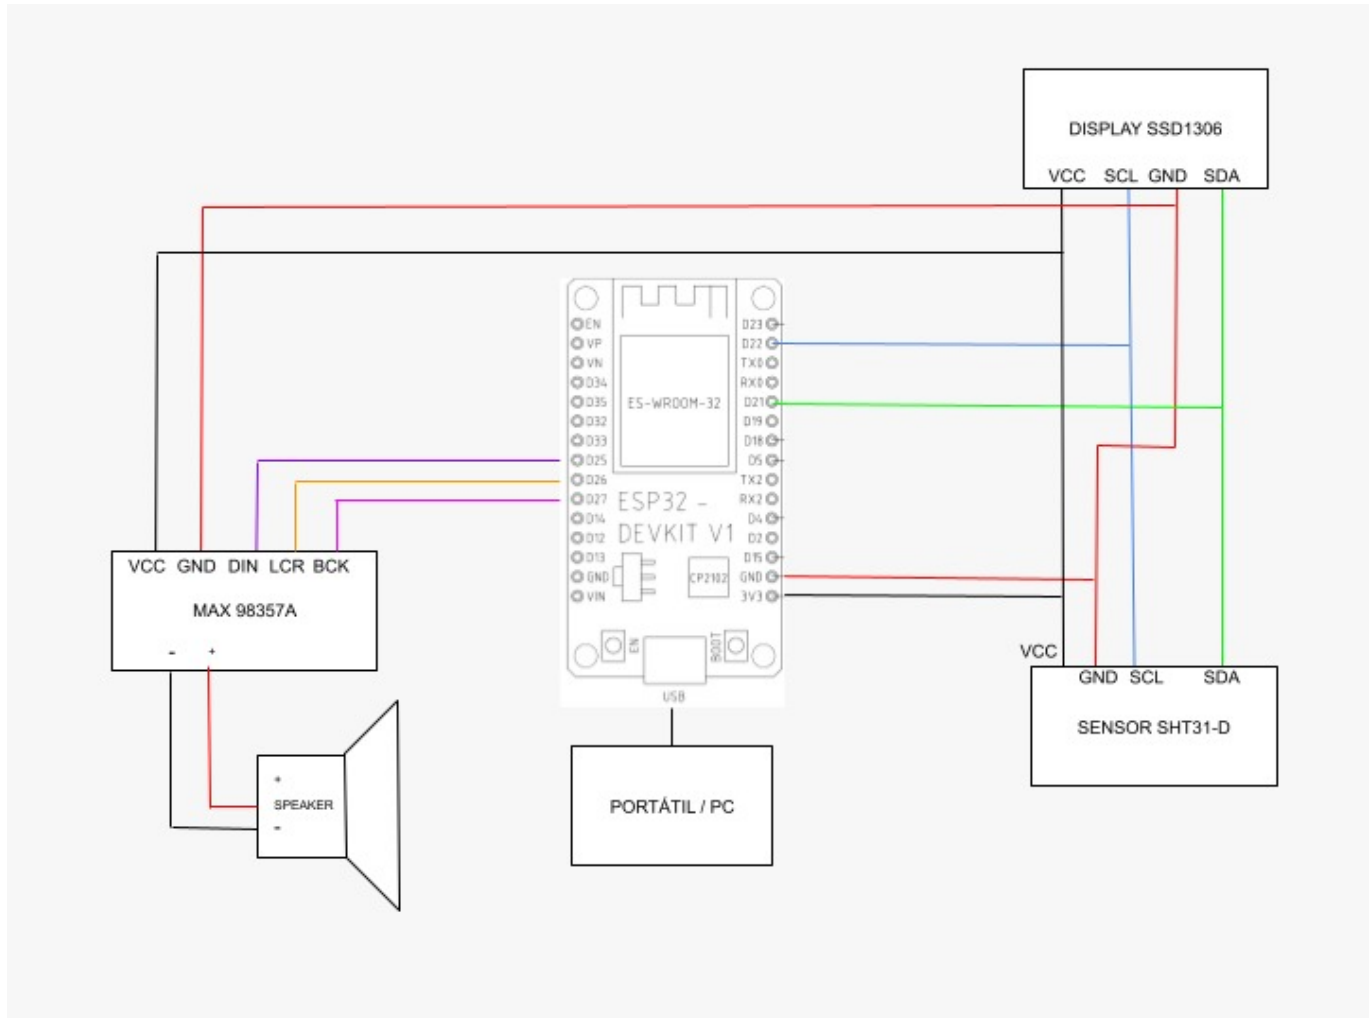 DISPLAY SSD1306
VCC SCL GND SDA
EN D23
VP D22
VN TX0
D34 RX0
D35 ES-WROOM-32 D21
D32 D19
D33 D18
D25 D5
D26 TX2
D27 RX2
ESP32 -
D14 D4
DEVKIT V1
D12 D2
D13 D15
GND CP2102 GND
VIN 3V3
EN BOOT
USB
VCC GND DIN LCR BCK
MAX 98357A
- +
+
SPEAKER
-
PORTÁTIL / PC
VCC
GND SCL SDA
SENSOR SHT31-D